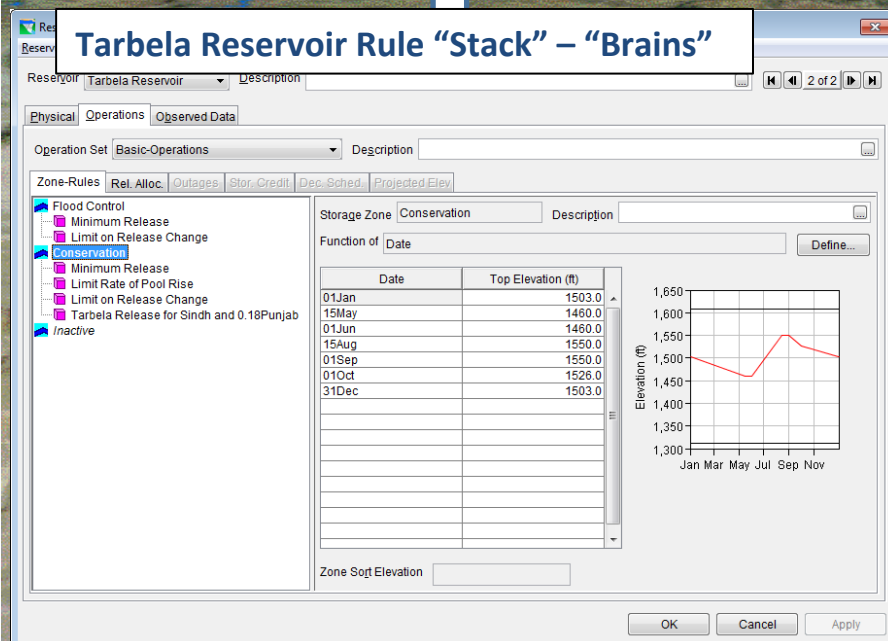 Res
Tarbela Reservoir Rule “Stack” – “Brains”
Reserv
Reservoir Tarbela Reservoir Description ... 2 of 2
Physical Operations Observed Data
Operation Set Basic-Operations Description ...
Zone-Rules Rel. Alloc. Outages Stor. Credit Dec. Sched. Projected Elev
Flood Control
Minimum Release
Limit on Release Change
Conservation
Minimum Release
Limit Rate of Pool Rise
Limit on Release Change
Tarbela Release for Sindh and 0.18Punjab
Inactive
Storage Zone Conservation Description ...
Function of Date Define...
Date Top Elevation (ft)
01Jan 1503.0
15May 1460.0
01Jun 1460.0
15Aug 1550.0
01Sep 1550.0
01Oct 1526.0
31Dec 1503.0
Elevation (ft)
1,650
1,600
1,550
1,500
1,450
1,400
1,350
1,300
Jan Mar May Jul Sep Nov
Zone Sort Elevation
OK Cancel Apply